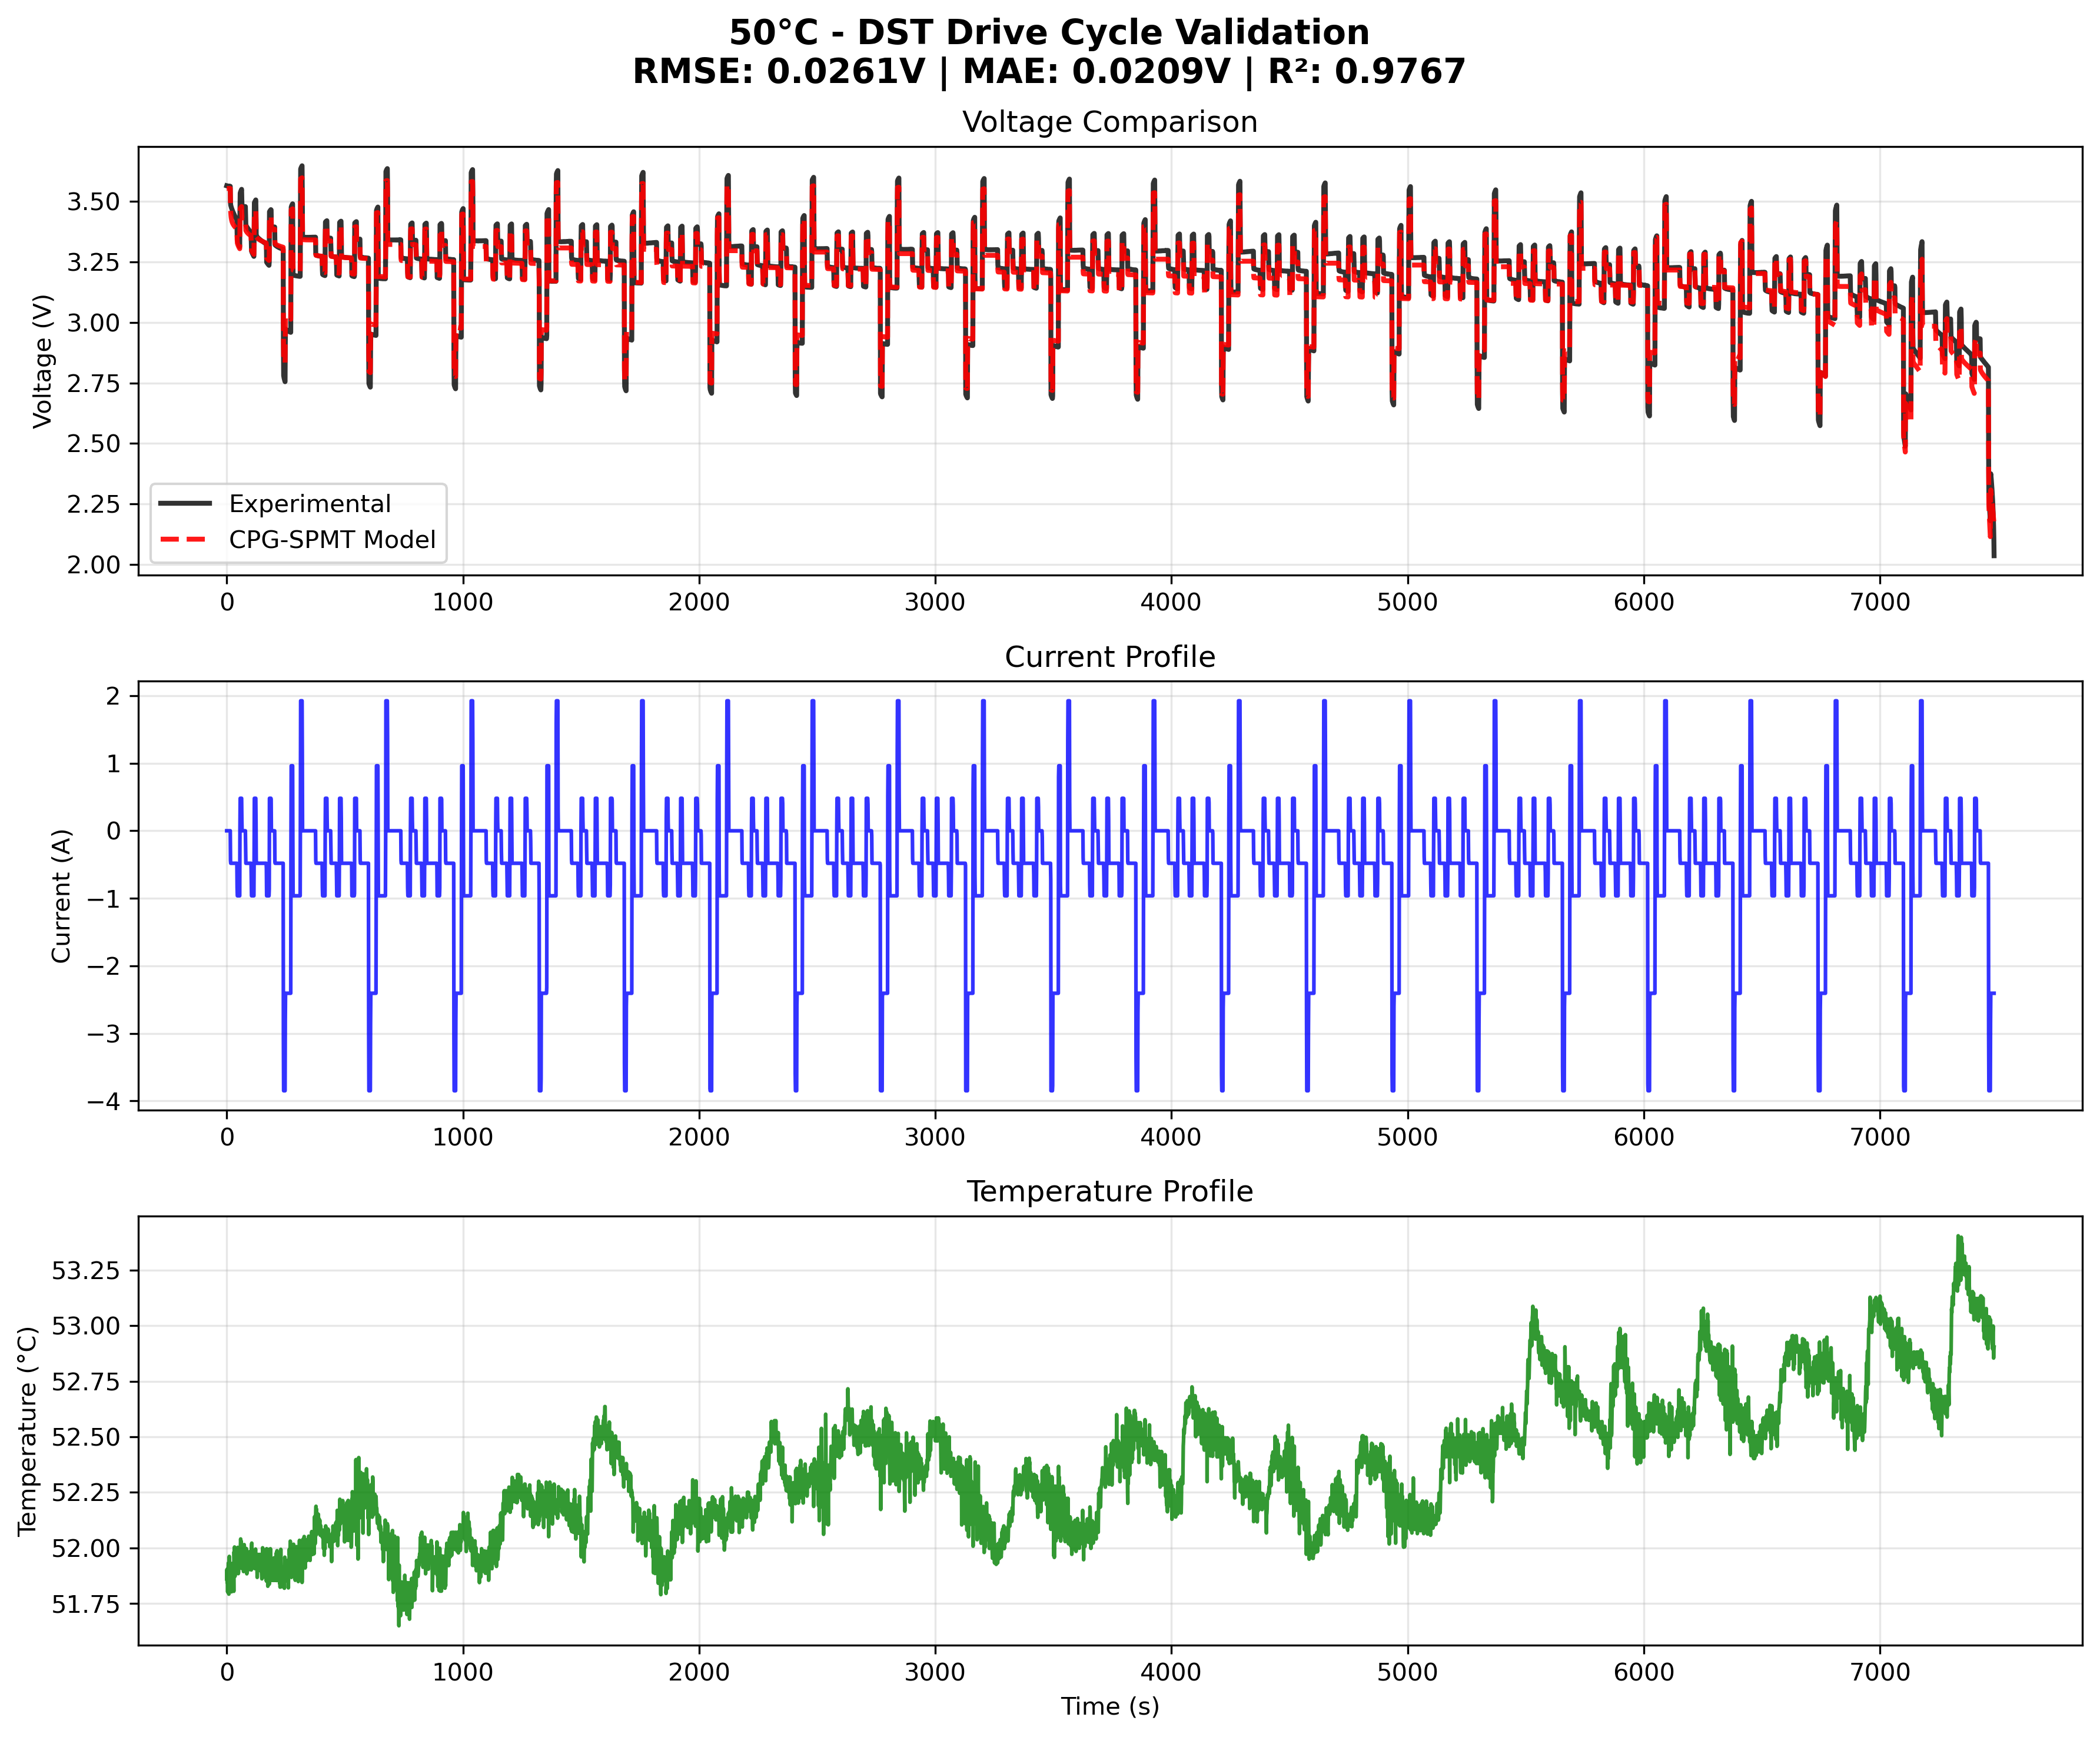 50°C - DST Drive Cycle Validation
RMSE: 0.0261V | MAE: 0.0209V | R²: 0.9767
Voltage Comparison
Voltage (V)
3.50
3.25
3.00
2.75
2.50
2.25
2.00
Experimental
CPG-SPMT Model
0 1000 2000 3000 4000 5000 6000 7000
Current Profile
Current (A)
2
1
0
−1
−2
−3
−4
0 1000 2000 3000 4000 5000 6000 7000
Temperature Profile
Temperature (°C)
53.25
53.00
52.75
52.50
52.25
52.00
51.75
0 1000 2000 3000 4000 5000 6000 7000
Time (s)